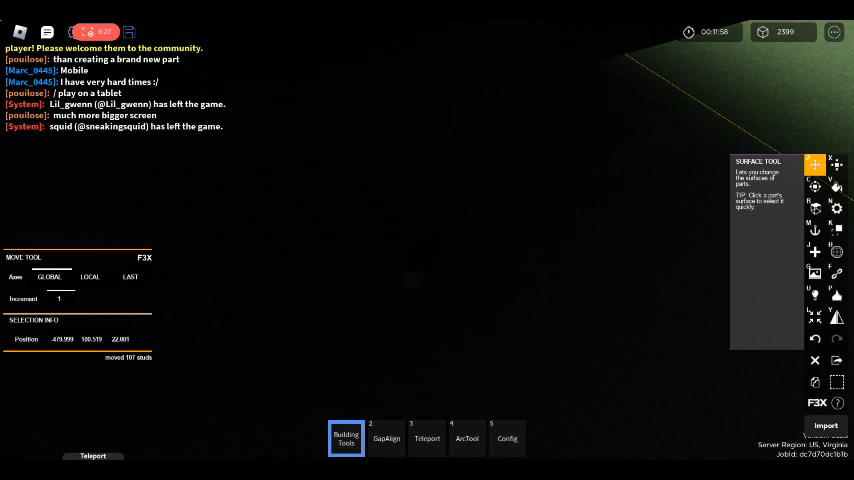 6:27
00:11:58
2399
player! Please welcome them to the community.
[pouilose]: than creating a brand new part
[Marc_0445]: Mobile
[Marc_0445]: I have very hard times :/
[pouilose]: / play on a tablet
[System]: Lil_gwenn (@Lil_gwenn) has left the game.
[pouilose]: much more bigger screen
[System]: squid (@sneakingsquid) has left the game.
SURFACE TOOL
Lets you change
the surfaces of
parts.
TIP: Click a part's
surface to select it
quickly.
Z X
C V
B N
M K
J H
G F
U P
L Y
MOVE TOOL F3X
Axes GLOBAL LOCAL LAST
Increment 1
SELECTION INFO
Position -479.999 100.519 22.001
moved 107 studs
F3X ?
Import
Building
Tools
2 GapAlign
3 Teleport
4 ArcTool
5 Config
Server Region: US, Virginia
JobId: dc7d70dc1b1b
Teleport